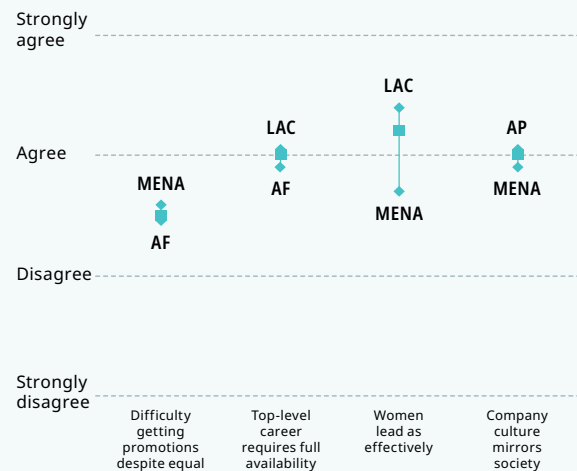 Strongly
agree
LAC
LAC
AP
Agree
MENA
AF
MENA
AF
MENA
Disagree
Strongly
disagree
Difficulty
getting
promotions
despite equal
Top-level
career
requires full
availability
Women
lead as
effectively
Company
culture
mirrors
society